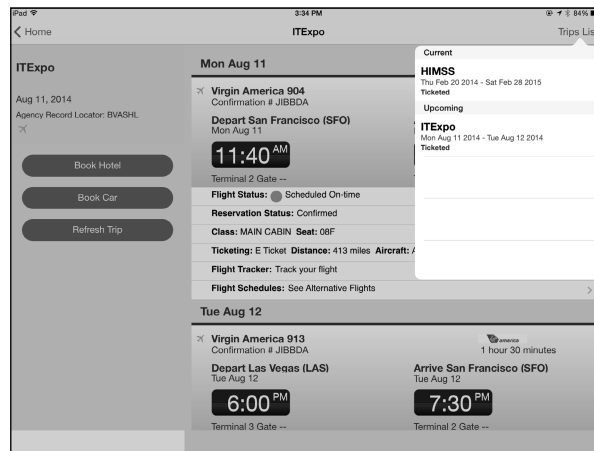 iPad 3:34 PM 84%
Home ITExpo Trips Lis
ITExpo
Aug 11, 2014
Agency Record Locator: BVASHL
Book Hotel
Book Car
Refresh Trip
Mon Aug 11
Virgin America 904
Confirmation # JIBBDA
Depart San Francisco (SFO)
Mon Aug 11
11:40 AM
Terminal 2 Gate --
Flight Status: Scheduled On-time
Reservation Status: Confirmed
Class: MAIN CABIN Seat: 08F
Ticketing: E Ticket Distance: 413 miles Aircraft: A
Flight Tracker: Track your flight
Flight Schedules: See Alternative Flights
Current
HIMSS
Thu Feb 20 2014 - Sat Feb 28 2015
Ticketed
Upcoming
ITExpo
Mon Aug 11 2014 - Tue Aug 12 2014
Ticketed
Tue Aug 12
Virgin America 913
Confirmation # JIBBDA
america
1 hour 30 minutes
Depart Las Vegas (LAS)
Tue Aug 12
6:00 PM
Terminal 3 Gate --
Arrive San Francisco (SFO)
Tue Aug 12
7:30 PM
Terminal 2 Gate --